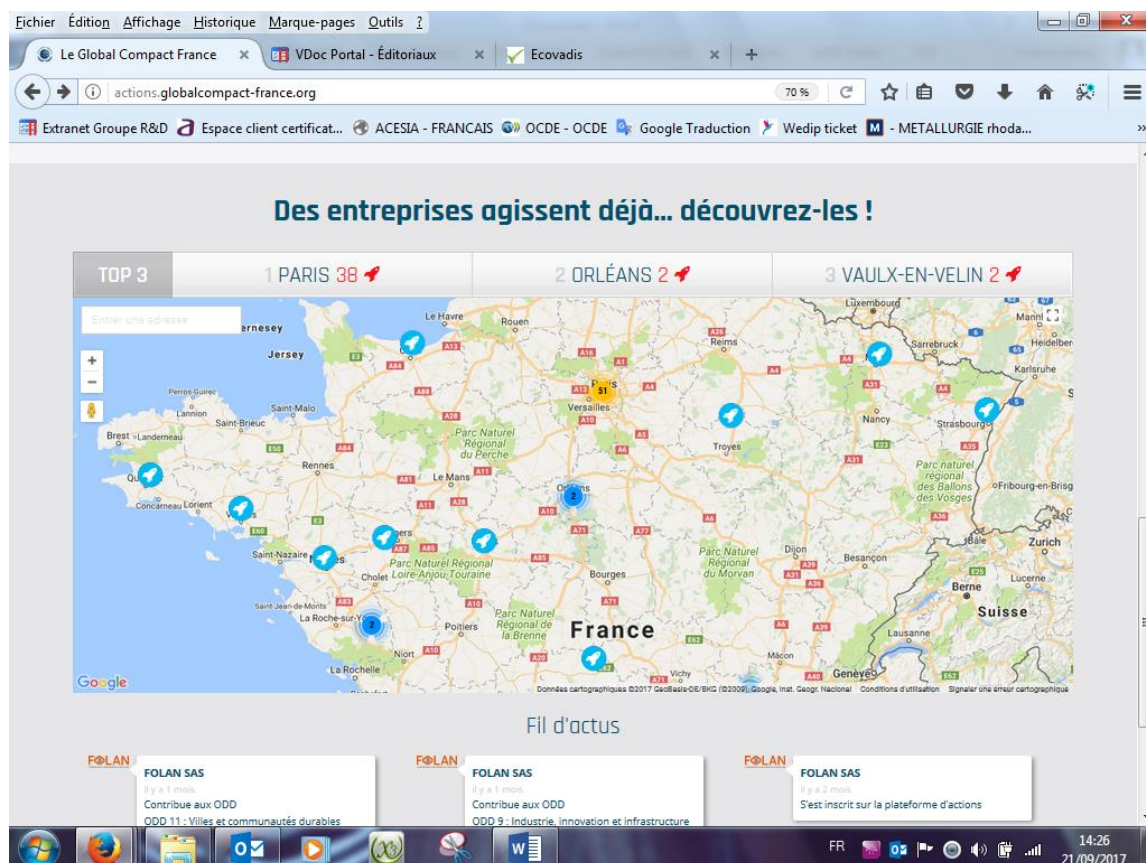 Fichier Édition Affichage Historique Marque-pages Outils ?
Le Global Compact France × VDoc Portal - Éditoriaux × Ecovadis × +
actions.globalcompact-france.org 70 %
Extranet Groupe R&D Espace client certificat... ACESIA - FRANCAIS OCDE - OCDE Google Traduction Wedip ticket M - METALLURGIE rhoda... »
Des entreprises agissent déjà... découvrez-les !
TOP 3 1 PARIS 38 2 ORLÉANS 2 3 VAULX-EN-VELIN 2
Entrer une adresse
Luxembourg
Le Havre
Rouen
Reims
Jersey
Sarrebruck
Heidelber
Karlsruhe
51
Versailles
Perros-Guirec
Lannion
Saint-Malo
Saint-Brieuc
Nancy
Strasbourg
Troyes
Brest Landerneau
Parc Naturel Régional du Perche
Rennes
Le Mans
Parc naturel régional des Ballons des Vosges
Fribourg-en-Brisg
Concarneau Lorient
2
Saint-Nazaire
Cholet
Parc Naturel Régional Loire-Anjou-Touraine
Bourges
Parc Naturel Régional du Morvan
Dijon
Besançon
Bâle
Zurich
Berne
Lucerne
Suisse
Saint-Jean-de-Monts
La Roche-sur-Y
2
Poitiers
Parc Naturel Régional de la Brenne
France
Lausanne
Niort
Mâcon
La Rochelle
Vichy
Genève
Google
Données cartographiques ©2017 GeoBasis-DE/BKG (©2009), Google, Inst. Geogr. Nacional Conditions d'utilisation Signaler une erreur cartographique
Fil d'actus
FOLAN
FOLAN SAS
il y a 1 mois
Contribue aux ODD
ODD 11 : Villes et communautés durables
FOLAN
FOLAN SAS
il y a 1 mois
Contribue aux ODD
ODD 9 : Industrie, innovation et infrastructure
FOLAN
FOLAN SAS
il y a 2 mois
S'est inscrit sur la plateforme d'actions
FR 14:26
21/09/2017